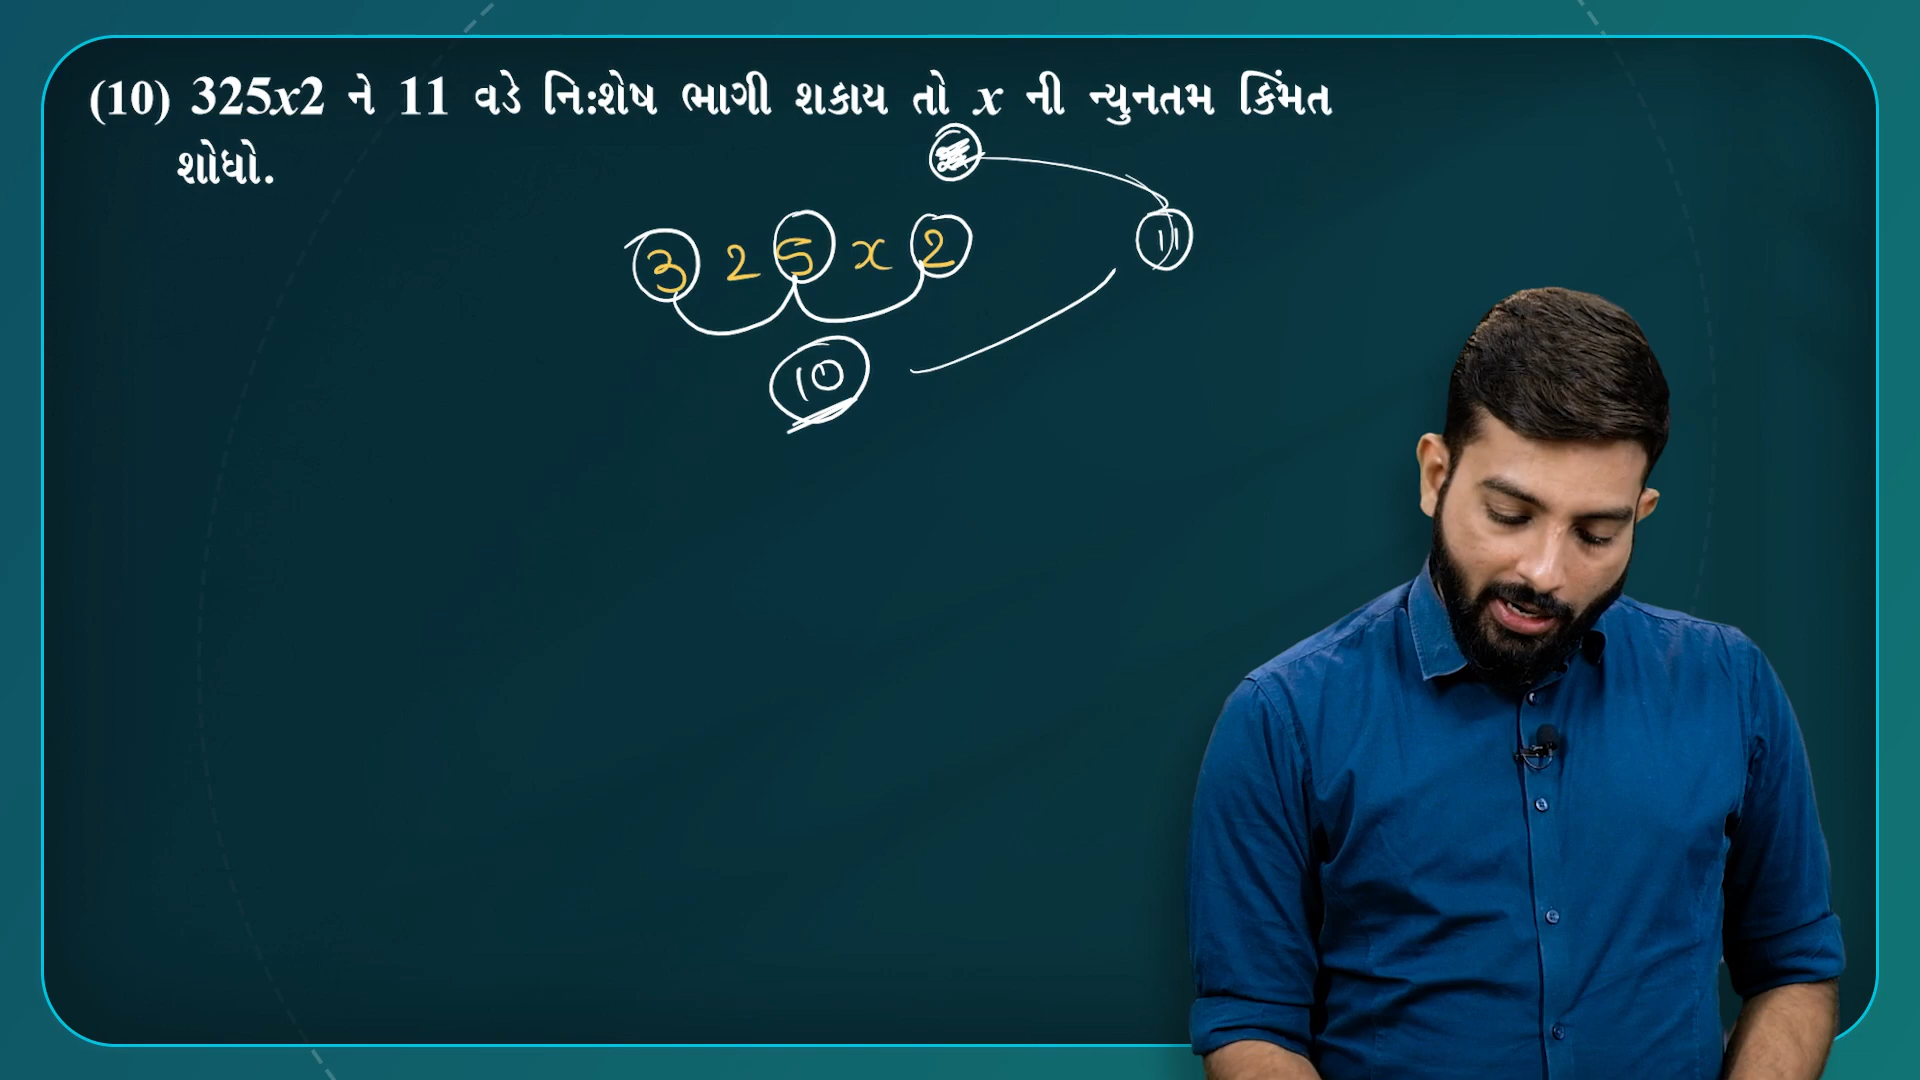 (10) 325x2 ને 11 વડે નિઃશેષ ભાગી શકાય તો x ની ન્યુનતમ કિંમત
શોધો.
3 2 5 x 2
11
10